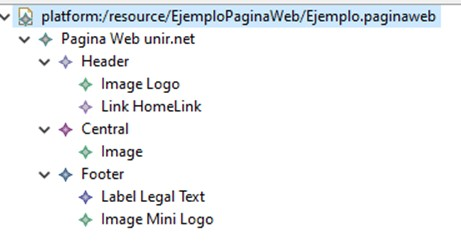 platform:/resource/EjemploPaginaWeb/Ejemplo.paginaweb
Pagina Web unir.net
Header
Image Logo
Link HomeLink
Central
Image
Footer
Label Legal Text
Image Mini Logo